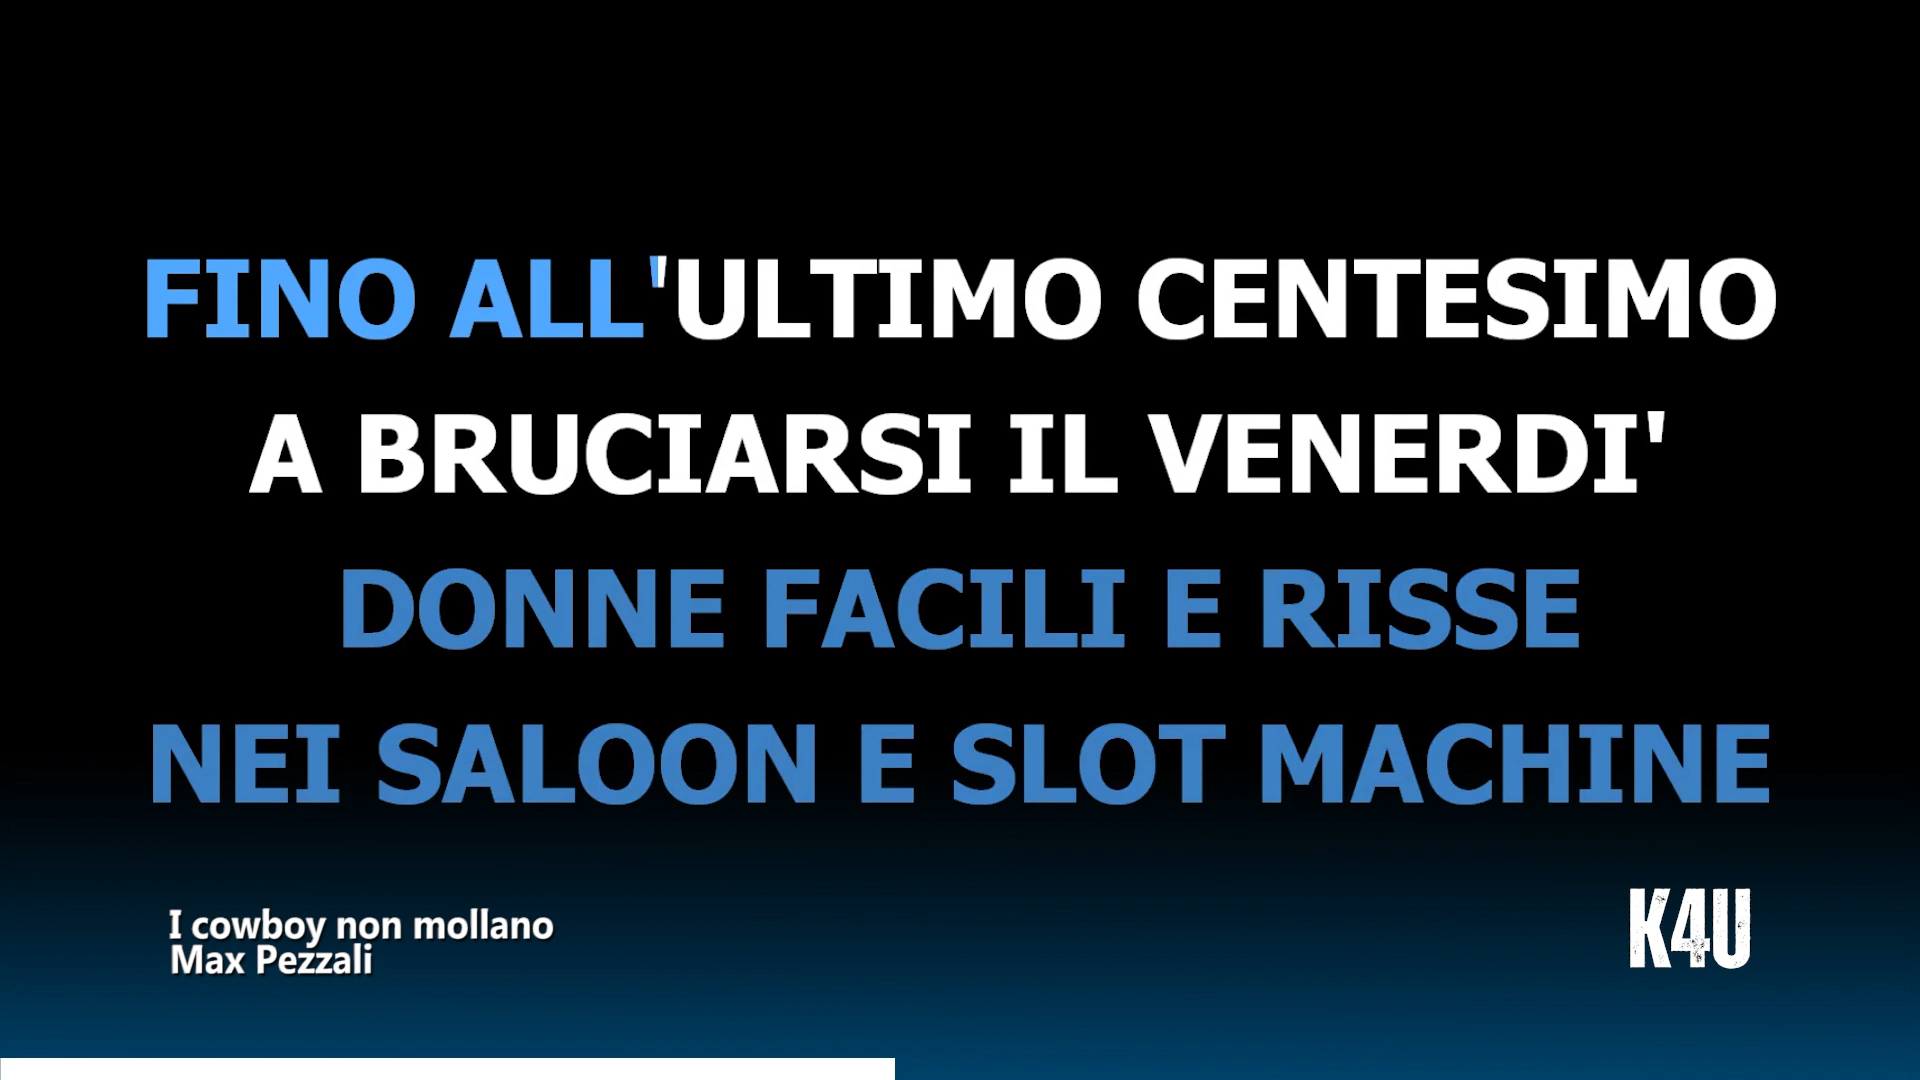 FINO ALL'ULTIMO CENTESIMO
A BRUCIARSI IL VENERDI'
DONNE FACILI E RISSE
NEI SALOON E SLOT MACHINE
I cowboy non mollano
Max Pezzali
K4U